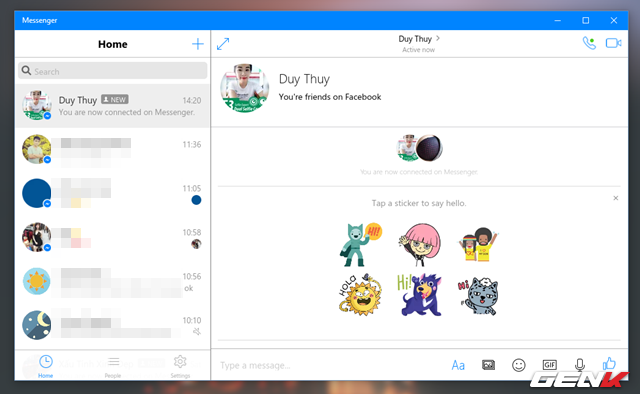 Messenger
Home
Search
Duy Thuy NEW 14:20
You are now connected on Messenger.
11:36
11:05
10:58
10:56
ok
10:10
Home
People
Settings
Duy Thuy
Active now
Duy Thuy
You're friends on Facebook
You are now connected on Messenger
Tap a sticker to say hello.
HI!
HOLA
Hi!
Hi
Type a message...
Aa
GIF
GENK